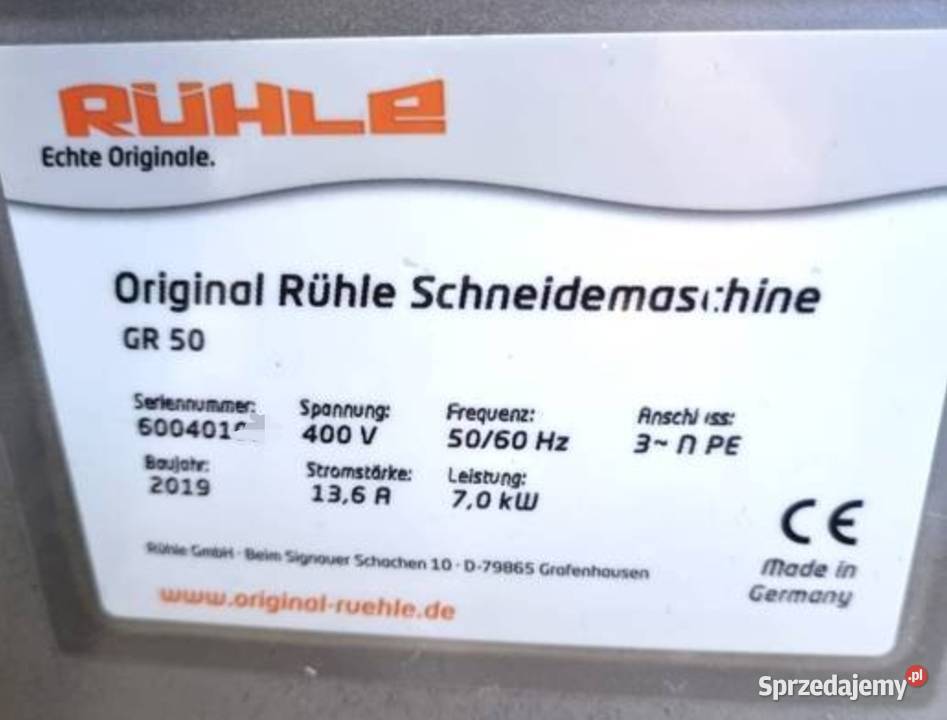 RÜHLE
Echte Originale.
Original Rühle Schneidemaschine
GR 50
Seriennummer: Spannung: Frequenz: Anschluss:
600401 400 V 50/60 Hz 3~ N PE
Baujahr: Stromstärke: Leistung:
2019 13,6 A 7,0 kW
CE
Rühle GmbH · Beim Signauer Schachen 10 · D-79865 Grafenhausen
Made in
Germany
www.original-ruehle.de
Sprzedajemy.pl